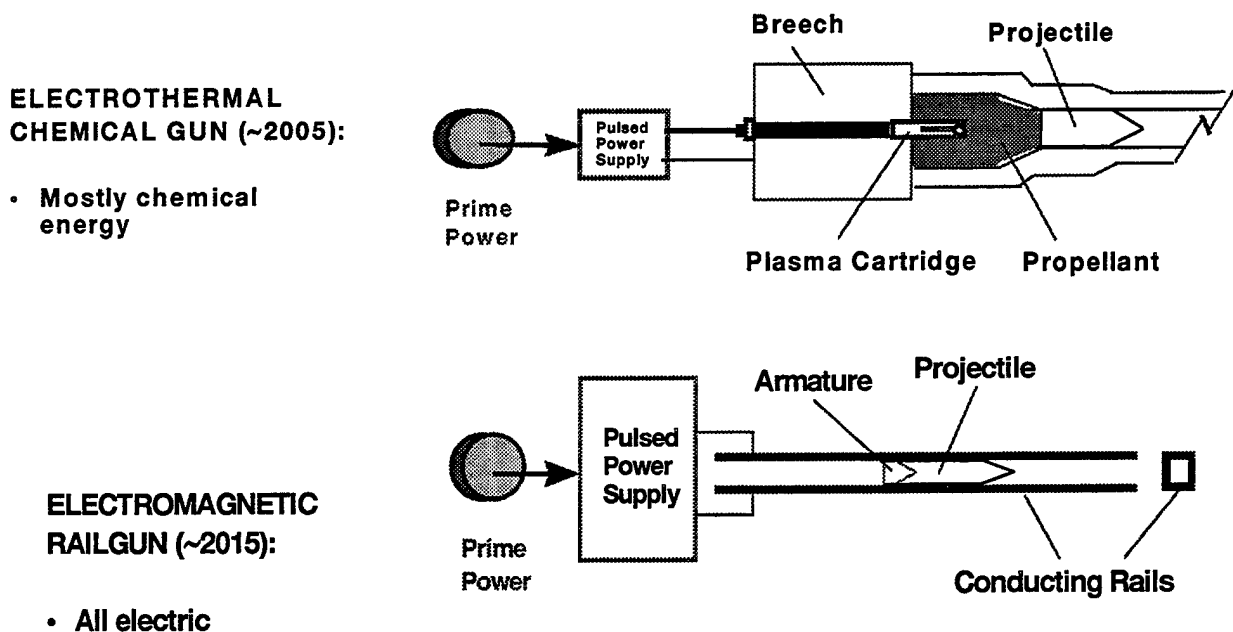 ELECTROTHERMAL
CHEMICAL GUN (~2005):
• Mostly chemical
energy
Prime
Power
Pulsed
Power
Supply
Breech
Projectile
Plasma Cartridge
Propellant
ELECTROMAGNETIC
RAILGUN (~2015):
• All electric
Prime
Power
Pulsed
Power
Supply
Armature
Projectile
Conducting Rails